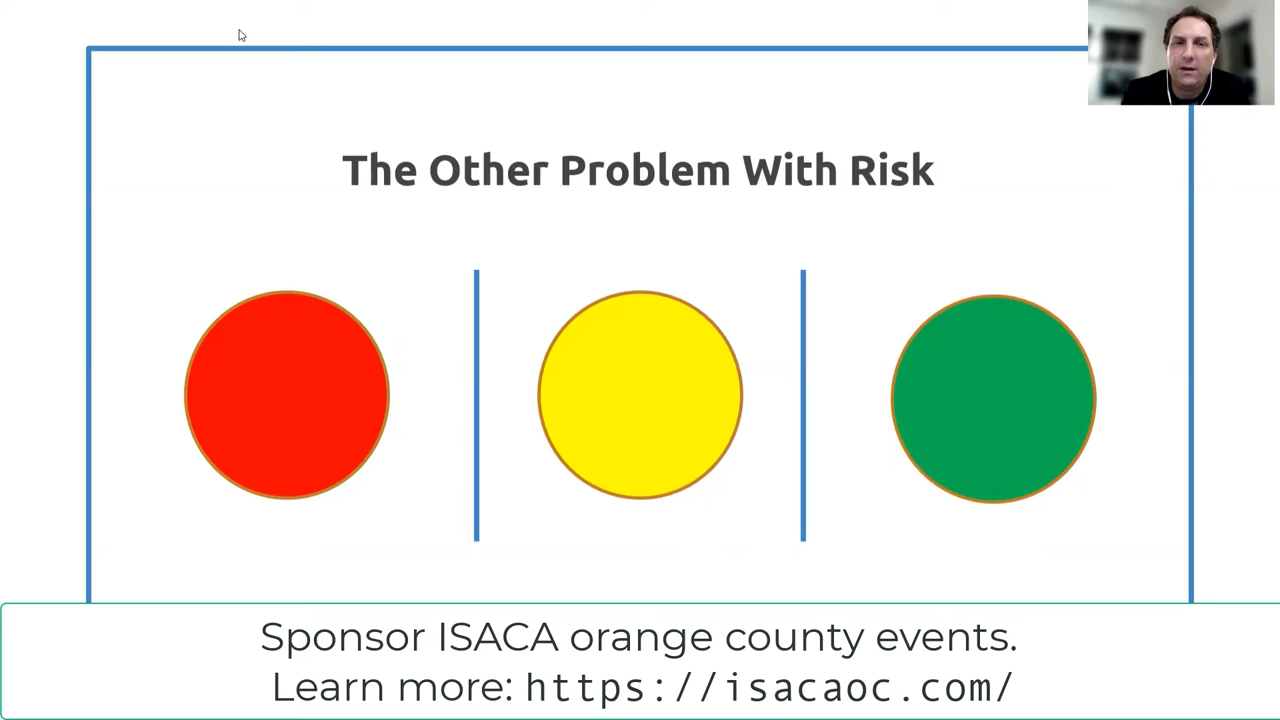 The Other Problem With Risk
Sponsor ISACA orange county events.
Learn more: https://isacaoc.com/